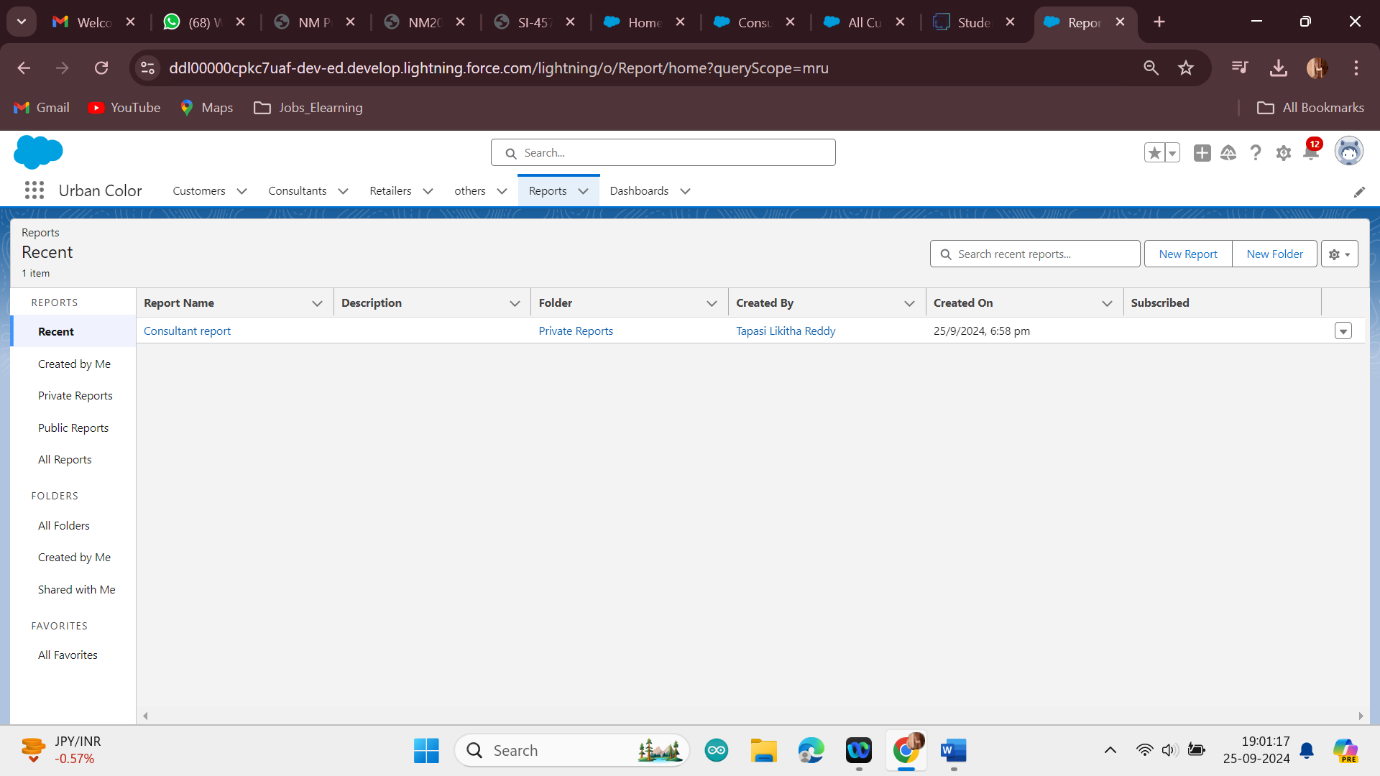 Welco
(68) W
NM P
NM20
SI-457
Home
Consu
All Cu
Stude
Repor
ddl00000cpkc7uaf-dev-ed.develop.lightning.force.com/lightning/o/Report/home?queryScope=mru
Gmail YouTube Maps Jobs_Elearning All Bookmarks
Search...
12
Urban Color Customers Consultants Retailers others Reports Dashboards
Reports
Recent
1 item
Search recent reports... New Report New Folder
REPORTS Report Name Description Folder Created By Created On Subscribed
Recent Consultant report Private Reports Tapasi Likitha Reddy 25/9/2024, 6:58 pm
Created by Me
Private Reports
Public Reports
All Reports
FOLDERS
All Folders
Created by Me
Shared with Me
FAVORITES
All Favorites
JPY/INR
-0.57%
Search
PRE
19:01:17
25-09-2024